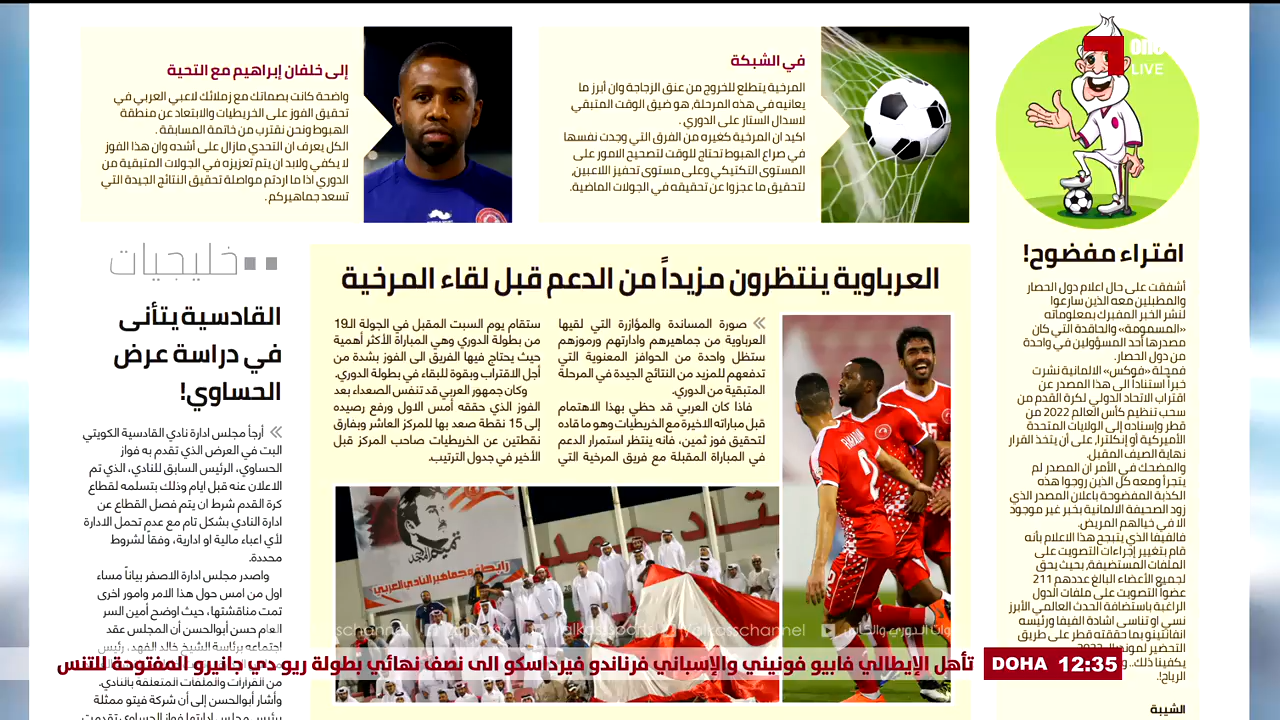 one
LIVE
افتراء مفضوح!
أشفقت على حال اعلام دول الحصار
والمطبلين معه الذين سارعوا
لنشر الخبر المفبرك بمعلوماته
«المسمومة» والحاقدة التي كان
مصدرها أحد المسؤولين في واحدة
من دول الحصار.
فمجلة «فوكس» الالمانية نشرت
خبراً استناداً الى هذا المصدر عن
اقتراب الاتحاد الدولي لكرة القدم من
سحب تنظيم كأس العالم 2022 من
قطر وإسناده إلى الولايات المتحدة
الأميركية أو إنكلترا، على أن يتخذ القرار
نهاية الصيف المقبل.
والمضحك في الأمر أن المصدر لم
يتجرأ ومعه كل الذين روجوا هذه
الكذبة المفضوحة باعلان المصدر الذي
زود الصحيفة الالمانية بخبر غير موجود
الا في خيالهم المريض.
فالفيفا الذي يتبجح هذا الاعلام بأنه
قام بتغيير إجراءات التصويت على
الملفات المستضيفة، بحيث يحق
لجميع الأعضاء البالغ عددهم 211
عضوا التصويت على ملفات الدول
الراغبة باستضافة الحدث العالمي الأبرز
نسي او تناسى اشادة الفيفا ورئيسه
انفانتينو بما حققته قطر على طريق
التحضير لمونديال 2022
يكفينا ذلك..
الرياح!.
الشيبة
في الشبكة
المرخية يتطلع للخروج من عنق الزجاجة وان أبرز ما
يعانيه في هذه المرحلة، هو ضيق الوقت المتبقي
لاسدال الستار على الدوري.
اكيد ان المرخية كغيره من الفرق التي وجدت نفسها
في صراع الهبوط تحتاج للوقت لتصحيح الامور على
المستوى التكتيكي وعلى مستوى تحفيز اللاعبين،
لتحقيق ما عجزوا عن تحقيقه في الجولات الماضية.
إلى خلفان إبراهيم مع التحية
واضحة كانت بصماتك مع زملائك لاعبي العربي في
تحقيق الفوز على الخريطيات والابتعاد عن منطقة
الهبوط ونحن نقترب من خاتمة المسابقة .
الكل يعرف ان التحدي مازال على أشده وان هذا الفوز
لا يكفي ولابد ان يتم تعزيزه في الجولات المتبقية من
الدوري اذا ما اردتم مواصلة تحقيق النتائج الجيدة التي
تسعد جماهيركم .
العرباوية ينتظرون مزيداً من الدعم قبل لقاء المرخية
صورة المساندة والمؤازرة التي لقيها
العرباوية من جماهيرهم وادارتهم ورموزهم
ستظل واحدة من الحوافز المعنوية التي
تدفعهم للمزيد من النتائج الجيدة في المرحلة
المتبقية من الدوري.
فاذا كان العربي قد حظي بهذا الاهتمام
قبل مباراته الاخيرة مع الخريطيات وهو ما قاده
لتحقيق فوز ثمين، فانه ينتظر استمرار الدعم
في المباراة المقبلة مع فريق المرخية التي
ستقام يوم السبت المقبل في الجولة الـ19
من بطولة الدوري وهي المباراة الأكثر أهمية
حيث يحتاج فيها الفريق الى الفوز بشدة من
أجل الاقتراب وبقوة للبقاء في بطولة الدوري.
وكان جمهور العربي قد تنفس الصعداء بعد
الفوز الذي حققه أمس الاول ورفع رصيده
إلى 15 نقطة صعد بها للمركز العاشر وبفارق
نقطتين عن الخريطيات صاحب المركز قبل
الأخير في جدول الترتيب.
2
تميم المجد
رابطة جماهير النادي العربي
خليجيات
القادسية يتأنى
في دراسة عرض
الحساوي!
أرجأ مجلس ادارة نادي القادسية الكويتي
البت في العرض الذي تقدم به فواز
الحساوي، الرئيس السابق للنادي، الذي تم
الاعلان عنه قبل ايام وذلك بتسلمه لقطاع
كرة القدم شرط ان يتم فصل القطاع عن
ادارة النادي بشكل تام مع عدم تحمل الادارة
لأي اعباء مالية او ادارية، وفقاً لشروط
محددة.
واصدر مجلس ادارة الاصفر بياناً مساء
اول من امس حول هذا الامر وامور اخرى
تمت مناقشتها، حيث اوضح أمين السر
العام حسن أبوالحسن أن المجلس عقد
اجتماعه برئاسة الشيخ خالد الفهد، رئيس
من القرارات والملفات المتعلقة بالنادي.
وأشار أبوالحسن إلى أن شركة فيتو ممثلة
alkasschannel
DOHA 12:35
تأهل الإيطالي فابيو فونيني والإسباني فرناندو فيرداسكو الى نصف نهائي بطولة ريو دي جانيرو المفتوحة للتنس